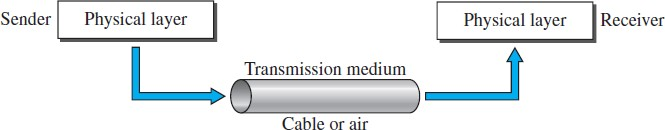 Sender
Physical layer
Physical layer
Receiver
Transmission medium
Cable or air